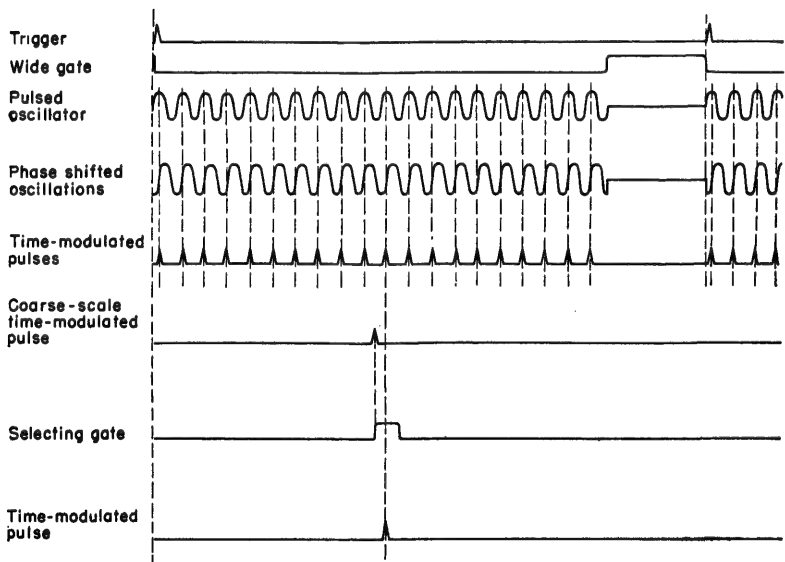 Trigger
Wide gate
Pulsed
oscillator
Phase shifted
oscillations
Time-modulated
pulses
Coarse-scale
time-modulated
pulse
Selecting gate
Time-modulated
pulse